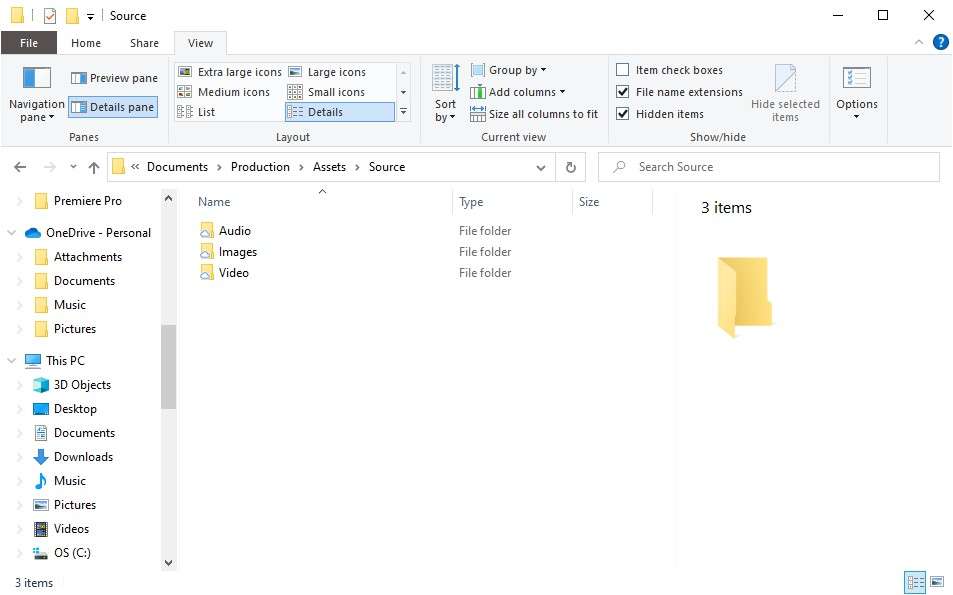 Source
File Home Share View
Navigation pane
Preview pane
Details pane
Panes
Extra large icons Large icons
Medium icons Small icons
List Details
Layout
Sort by
Group by
Add columns
Size all columns to fit
Current view
Item check boxes
File name extensions
Hidden items
Hide selected items
Show/hide
Options
« Documents › Production › Assets › Source
Search Source
Premiere Pro
OneDrive - Personal
Attachments
Documents
Music
Pictures
This PC
3D Objects
Desktop
Documents
Downloads
Music
Pictures
Videos
OS (C:)
Name Type Size
Audio File folder
Images File folder
Video File folder
3 items
3 items